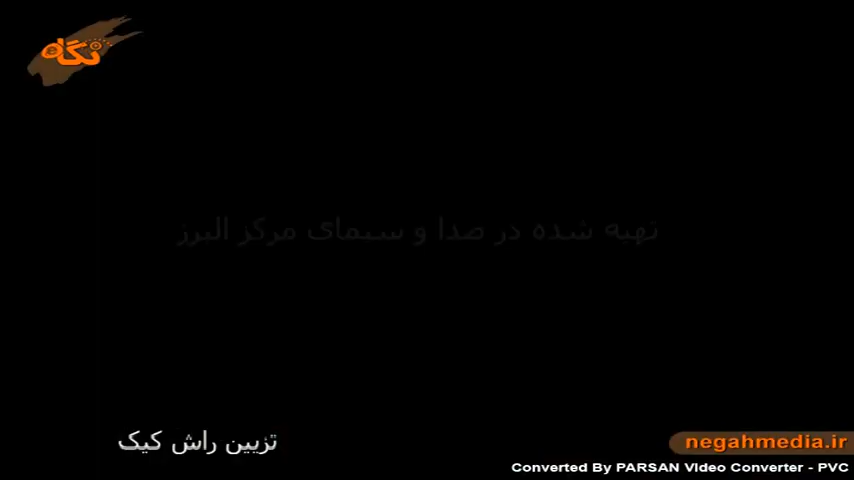 نگاه
تهیه شده در صدا و سیمای مرکز البرز
تزیین راش کیک
negahmedia.ir
Converted By PARSAN Video Converter - PVC